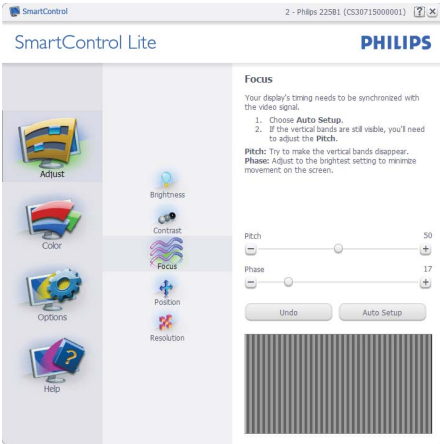 SmartControl
2 - Philips 225B1 (CS30715000001) ? X
SmartControl Lite
PHILIPS
Adjust
Color
Options
Help
Brightness
Contrast
Focus
Position
Resolution
Focus
Your display's timing needs to be synchronized with
the video signal.
1. Choose Auto Setup.
2. If the vertical bands are still visible, you'll need
to adjust the Pitch.
Pitch: Try to make the vertical bands disappear.
Phase: Adjust to the brightest setting to minimize
movement on the screen.
Pitch 50
Phase 17
Undo Auto Setup